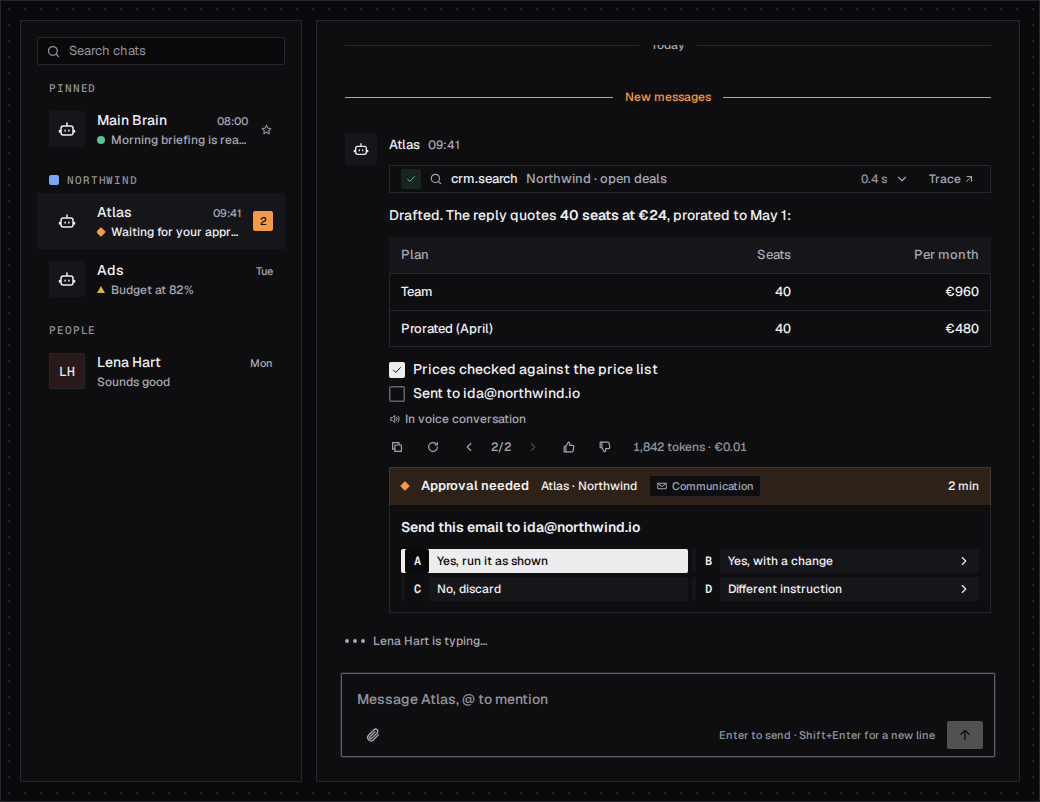 Search chats
PINNED
Main Brain 08:00
Morning briefing is rea…
NORTHWIND
Atlas 09:41
Waiting for your appr… 2
Ads Tue
Budget at 82%
PEOPLE
LH Lena Hart Mon
Sounds good
Today
New messages
Atlas 09:41
crm.search Northwind · open deals 0.4 s Trace
Drafted. The reply quotes 40 seats at €24, prorated to May 1:
Plan Seats Per month
Team 40 €960
Prorated (April) 40 €480
Prices checked against the price list
Sent to ida@northwind.io
In voice conversation
2/2 1,842 tokens · €0.01
Approval needed Atlas · Northwind Communication 2 min
Send this email to ida@northwind.io
A Yes, run it as shown B Yes, with a change
C No, discard D Different instruction
Lena Hart is typing…
Message Atlas, @ to mention
Enter to send · Shift+Enter for a new line